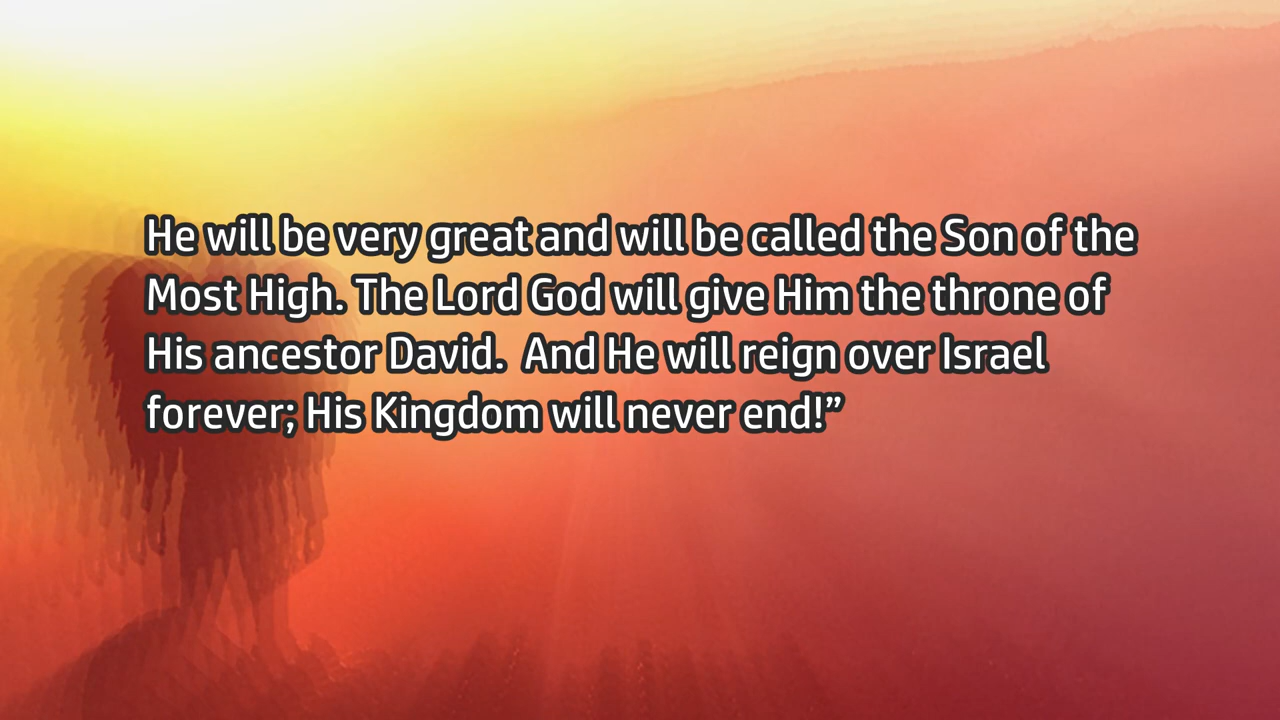 He will be very great and will be called the Son of the
Most High. The Lord God will give Him the throne of
His ancestor David.  And He will reign over Israel
forever; His Kingdom will never end!”